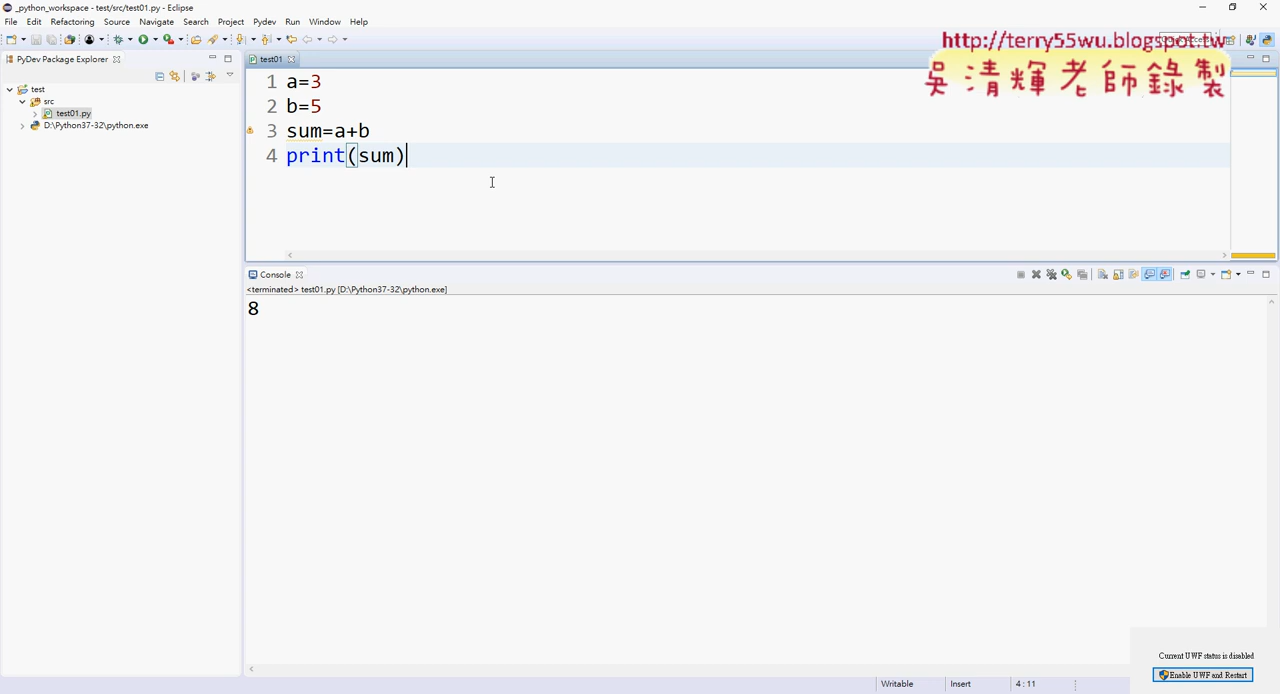 _python_workspace - test/src/test01.py - Eclipse
File Edit Refactoring Source Navigate Search Project Pydev Run Window Help
http://terry55wu.blogspot.tw
吳清輝老師錄製
PyDev Package Explorer
test
src
test01.py
D:\Python37-32\python.exe
test01
1 a=3
2 b=5
3 sum=a+b
4 print(sum)
Console
<terminated> test01.py [D:\Python37-32\python.exe]
8
Current UWF status is disabled
Enable UWF and Restart
Writable Insert 4 : 11